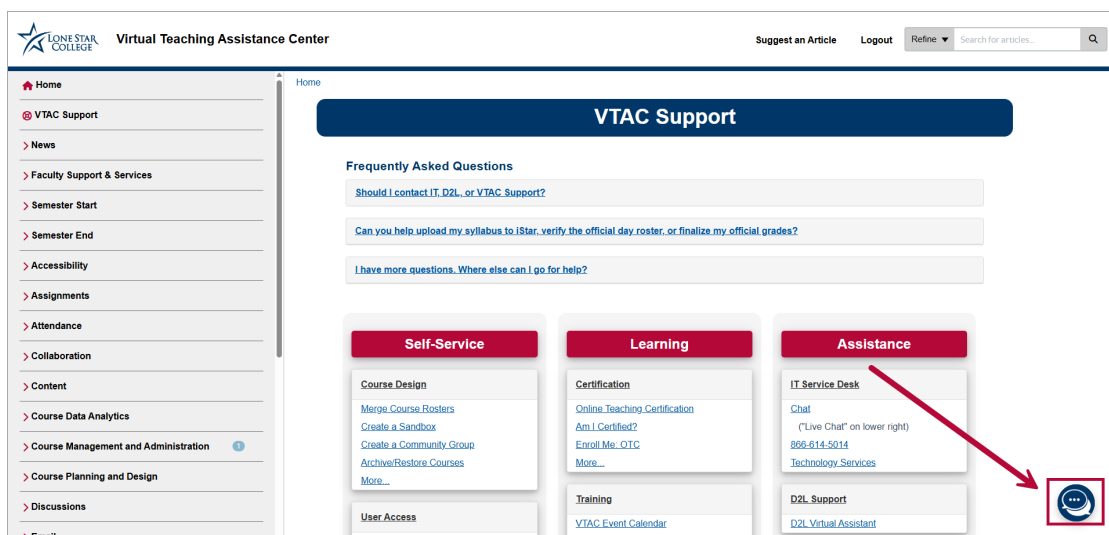 LONE STAR
COLLEGE
Virtual Teaching Assistance Center
Suggest an Article
Logout
Refine ▼
Search for articles...
Home
VTAC Support
News
Faculty Support & Services
Semester Start
Semester End
Accessibility
Assignments
Attendance
Collaboration
Content
Course Data Analytics
Course Management and Administration 1
Course Planning and Design
Discussions
Email
Home
VTAC Support
Frequently Asked Questions
Should I contact IT, D2L, or VTAC Support?
Can you help upload my syllabus to iStar, verify the official day roster, or finalize my official grades?
I have more questions. Where else can I go for help?
Self-Service
Course Design
Merge Course Rosters
Create a Sandbox
Create a Community Group
Archive/Restore Courses
More...
User Access
Learning
Certification
Online Teaching Certification
Am I Certified?
Enroll Me: OTC
More...
Training
VTAC Event Calendar
Assistance
IT Service Desk
Chat
("Live Chat" on lower right)
866-614-5014
Technology Services
D2L Support
D2L Virtual Assistant